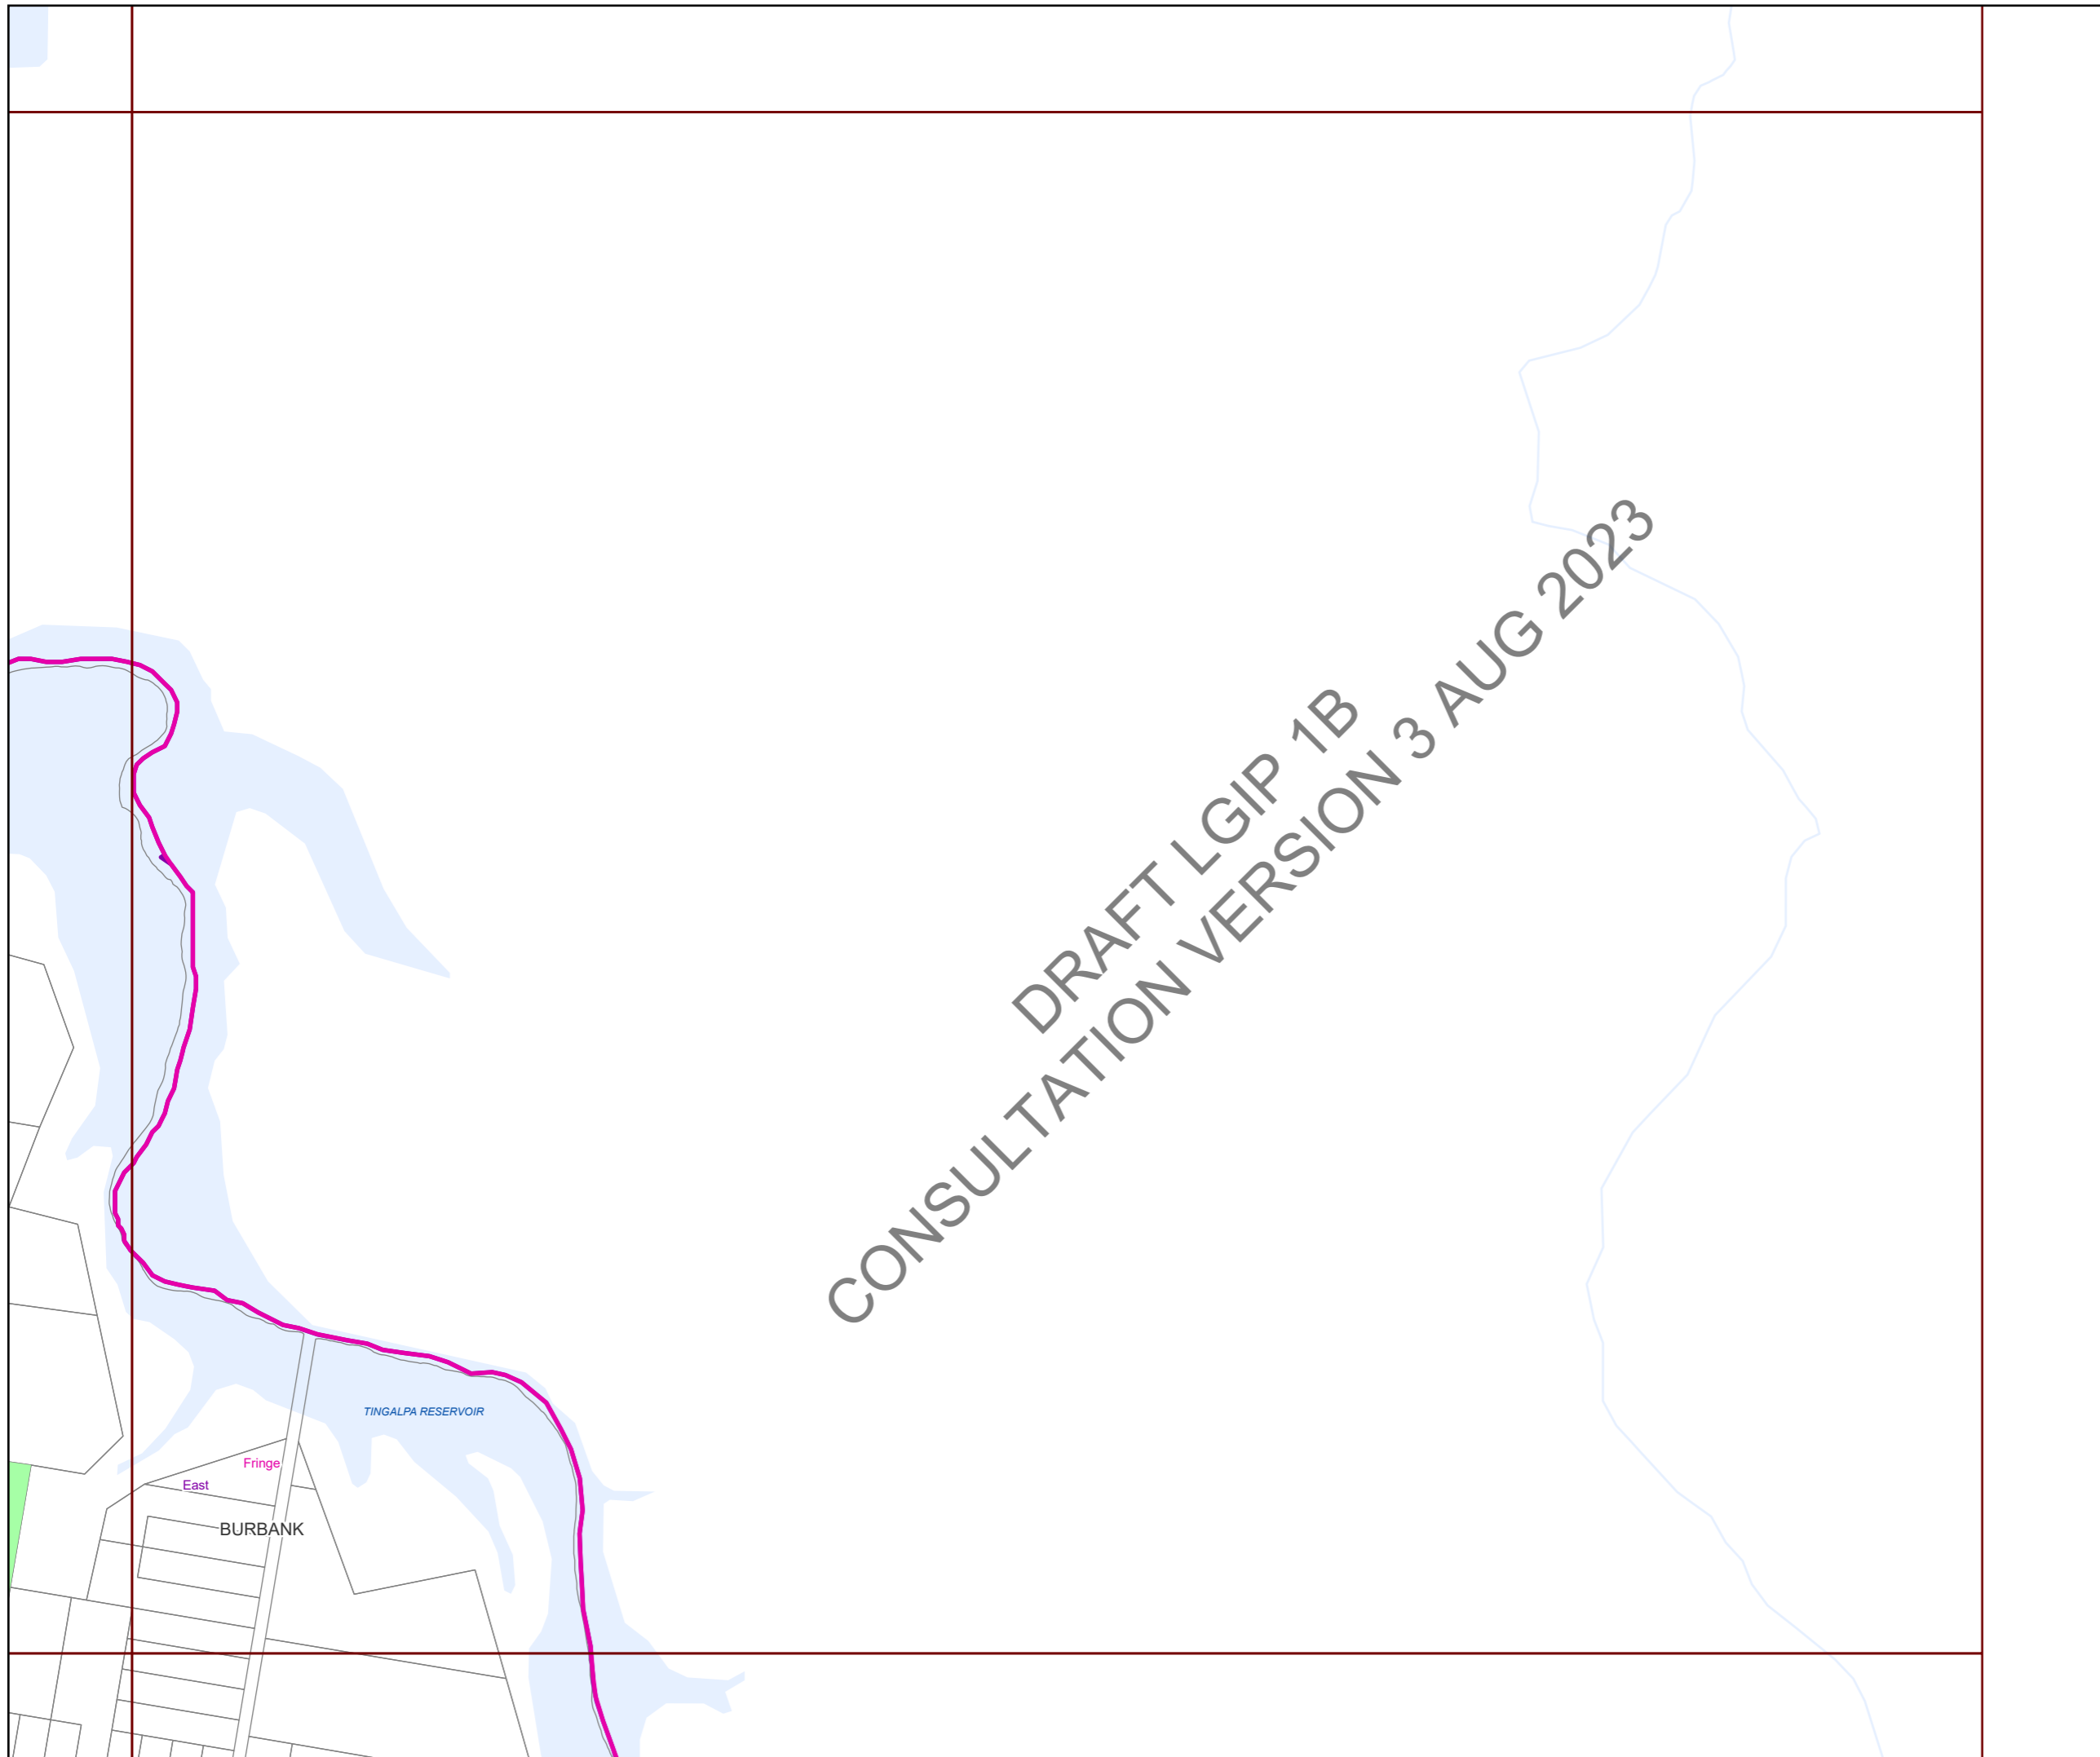 DRAFT LGIP 1B
CONSULTATION VERSION 3 AUG 2023
TINGALPA RESERVOIR
Fringe
East
BURBANK